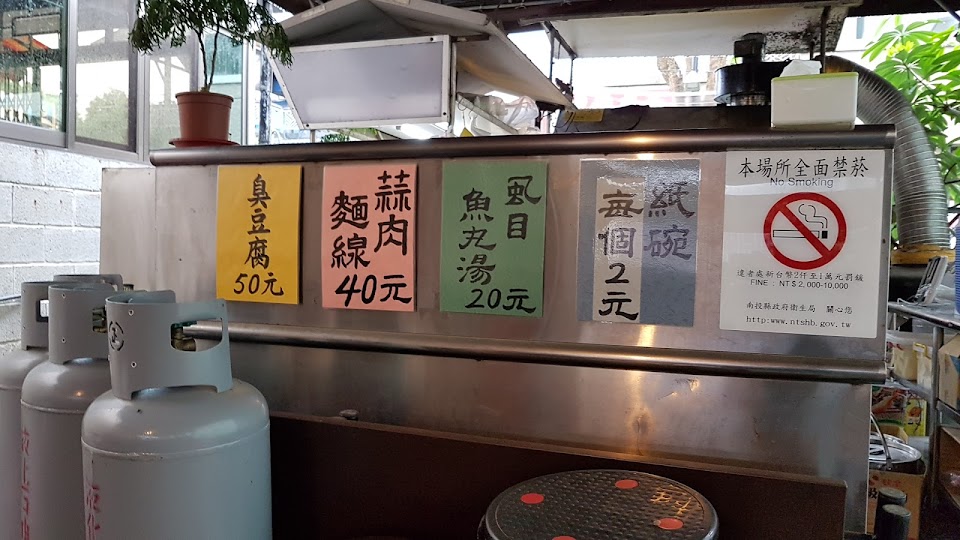 臭豆腐
50元
蒜肉
麵線
40元
虱目
魚丸湯
20元
紙碗
每個2元
本場所全面禁菸
No Smoking
違者處新台幣2仟至1萬元罰鍰
FINE : NT$ 2,000-10,000
南投縣政府衛生局 關心您
http:www.ntshb.gov.tw